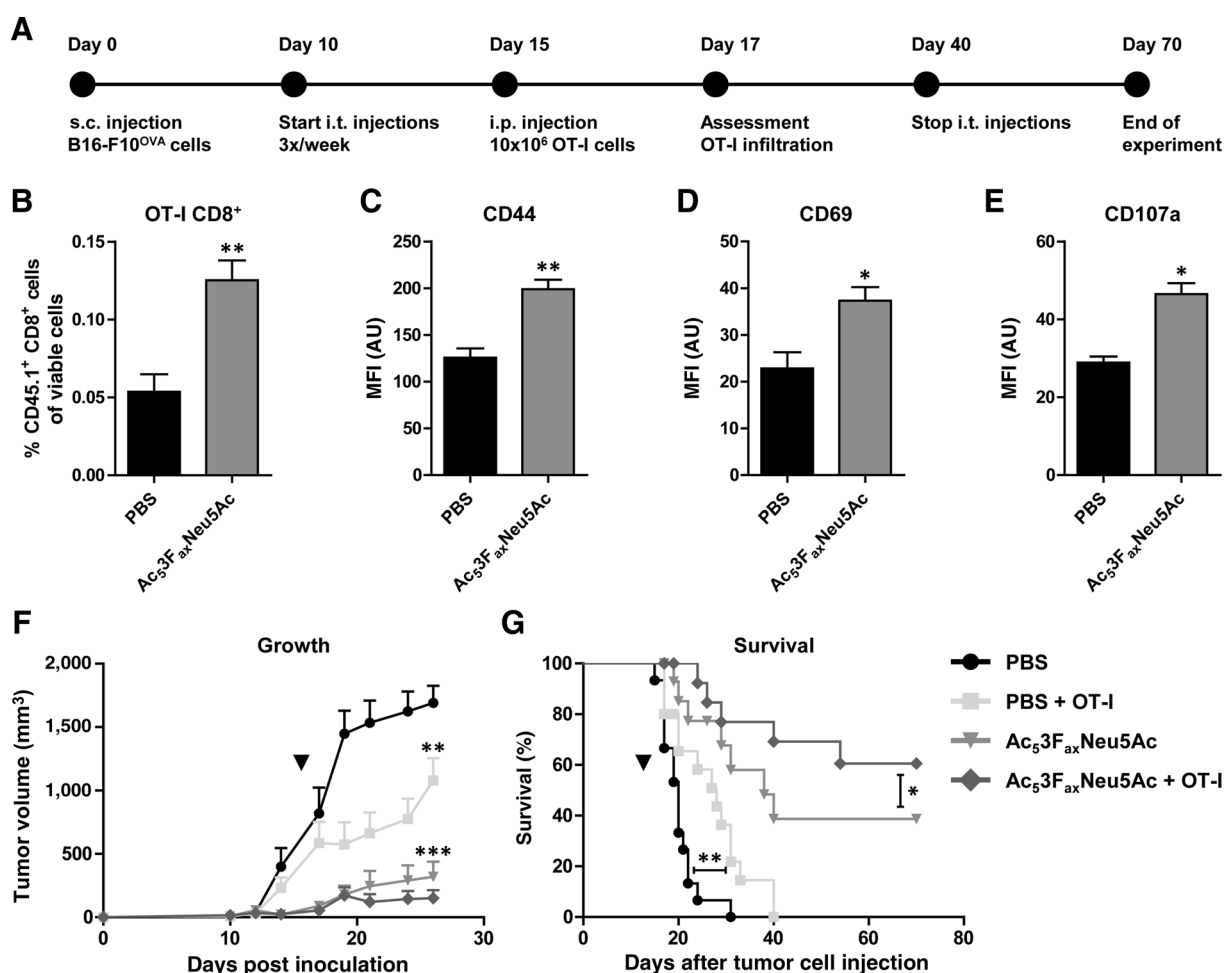 A
Day 0 Day 10 Day 15 Day 17 Day 40 Day 70
s.c. injection
B16-F10^OVA cells
Start i.t. injections
3x/week
i.p. injection
10x10⁶ OT-I cells
Assessment
OT-I infiltration
Stop i.t. injections
End of
experiment
B
OT-I CD8⁺
% CD45.1⁺ CD8⁺ cells
of viable cells
0.15
0.10
0.05
0.00
**
PBS
Ac₅3FₐₓNeu5Ac
C
CD44
MFI (AU)
250
200
150
100
50
0
**
PBS
Ac₅3FₐₓNeu5Ac
D
CD69
MFI (AU)
50
40
30
20
10
0
*
PBS
Ac₅3FₐₓNeu5Ac
E
CD107a
MFI (AU)
60
40
20
0
*
PBS
Ac₅3FₐₓNeu5Ac
F
Growth
Tumor volume (mm³)
2,000
1,500
1,000
500
0
**
***
0 10 20 30
Days post inoculation
G
Survival
Survival (%)
100
80
60
40
20
0
**
*
0 20 40 60 80
Days after tumor cell injection
PBS
PBS + OT-I
Ac₅3FₐₓNeu5Ac
Ac₅3FₐₓNeu5Ac + OT-I